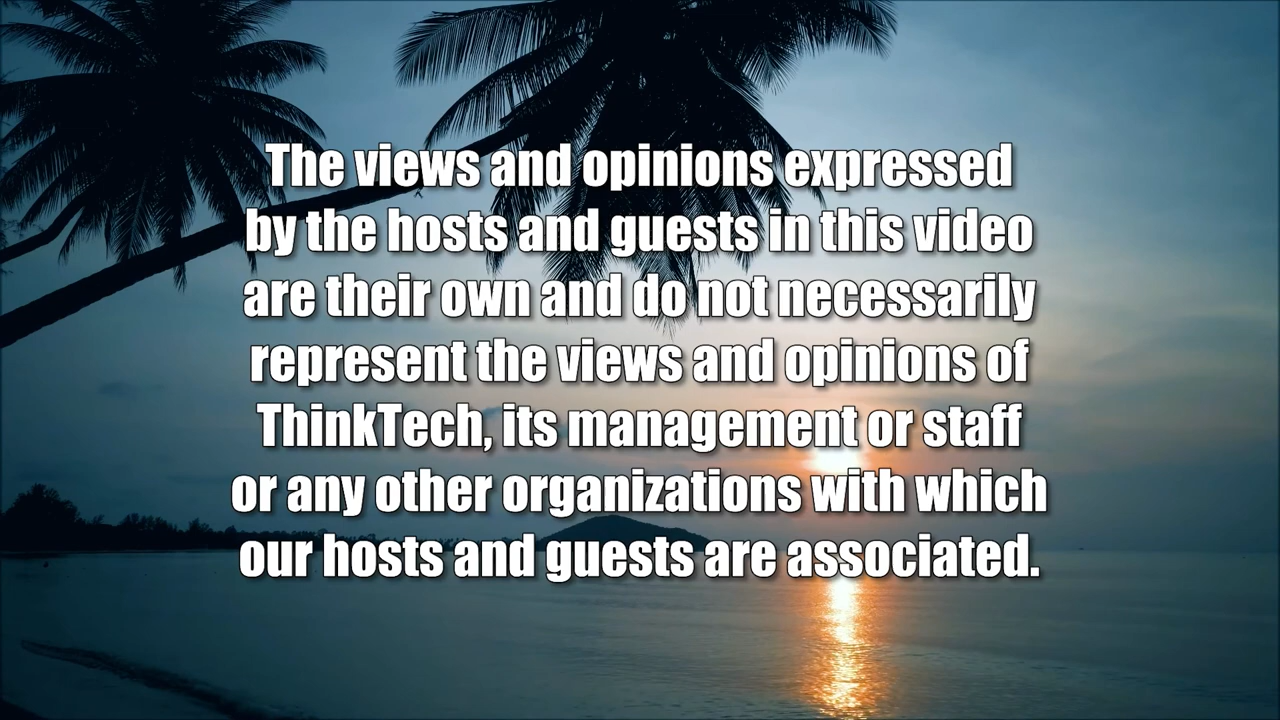 The views and opinions expressed
by the hosts and guests in this video
are their own and do not necessarily
represent the views and opinions of
ThinkTech, its management or staff
or any other organizations with which
our hosts and guests are associated.